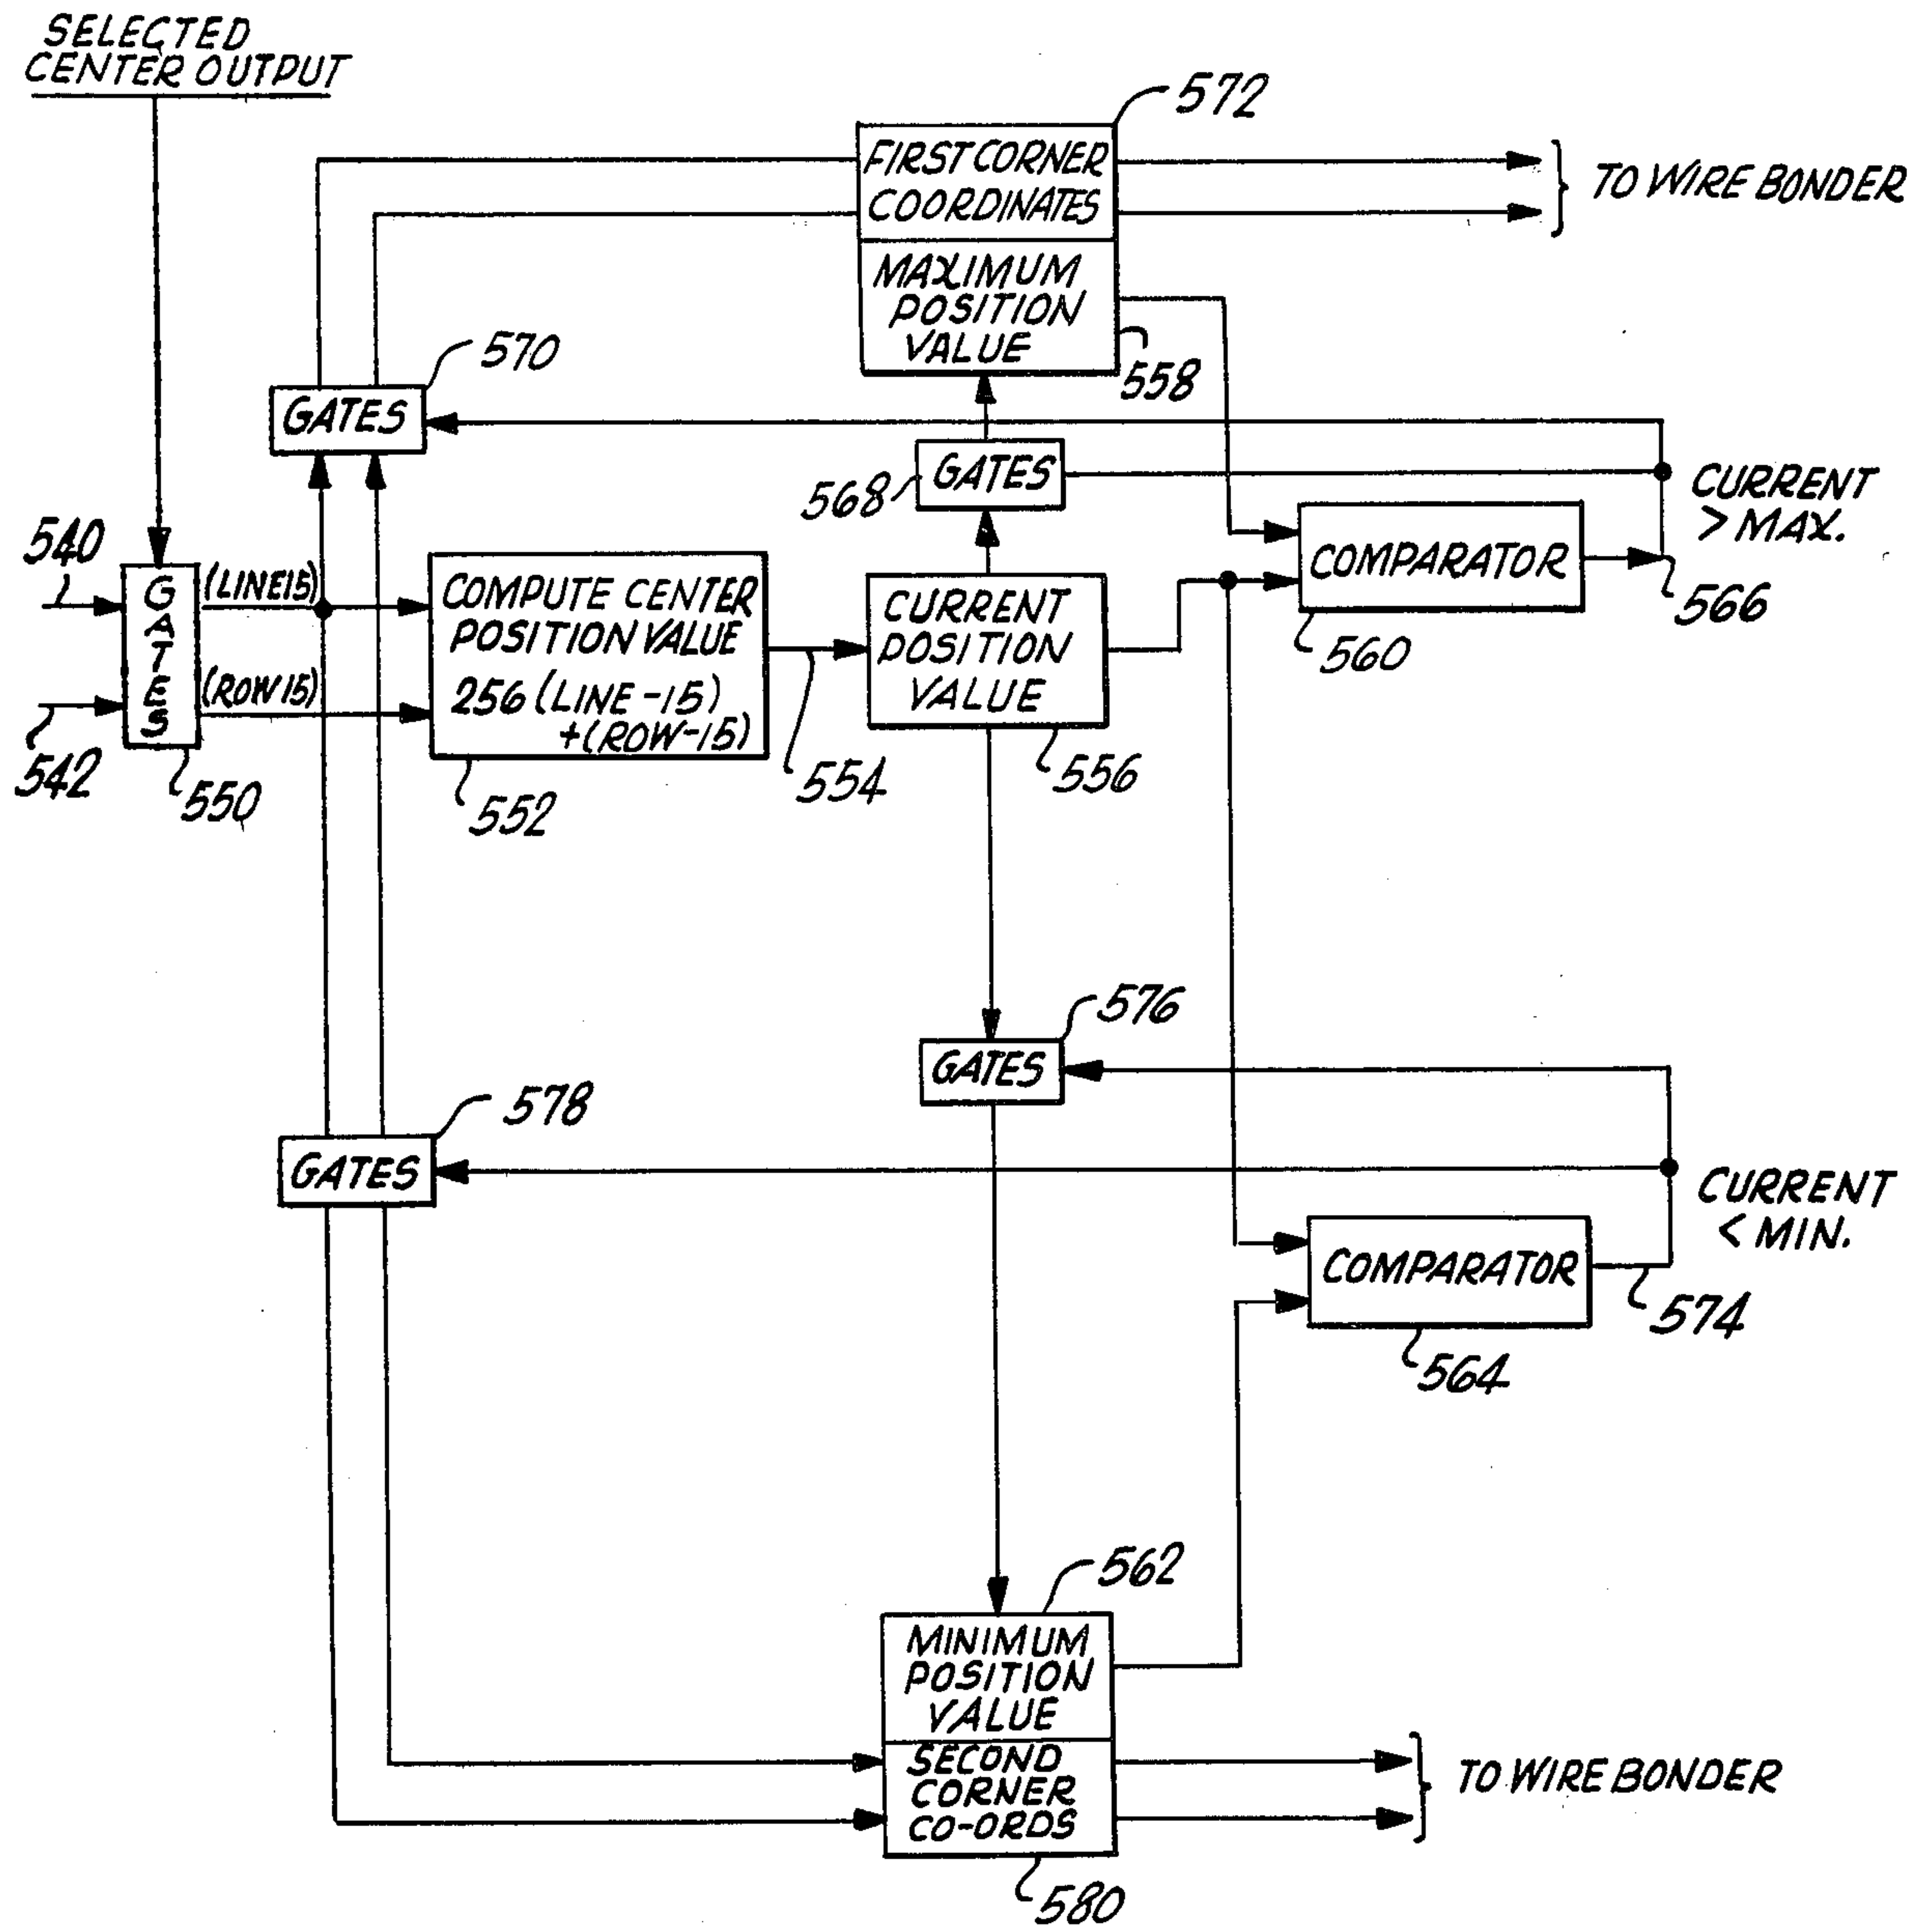 SELECTED
CENTER OUTPUT
572
FIRST CORNER
COORDINATES
TO WIRE BONDER
MAXIMUM
POSITION
VALUE
558
570
GATES
568
GATES
CURRENT
> MAX.
540
GATES
(LINE15)
(ROW 15)
542
550
COMPUTE CENTER
POSITION VALUE
256 (LINE-15)
+(ROW-15)
552
554
CURRENT
POSITION
VALUE
556
COMPARATOR
560
566
576
GATES
578
GATES
CURRENT
< MIN.
COMPARATOR
564
574
562
MINIMUM
POSITION
VALUE
SECOND
CORNER
CO-ORDS
TO WIRE BONDER
580